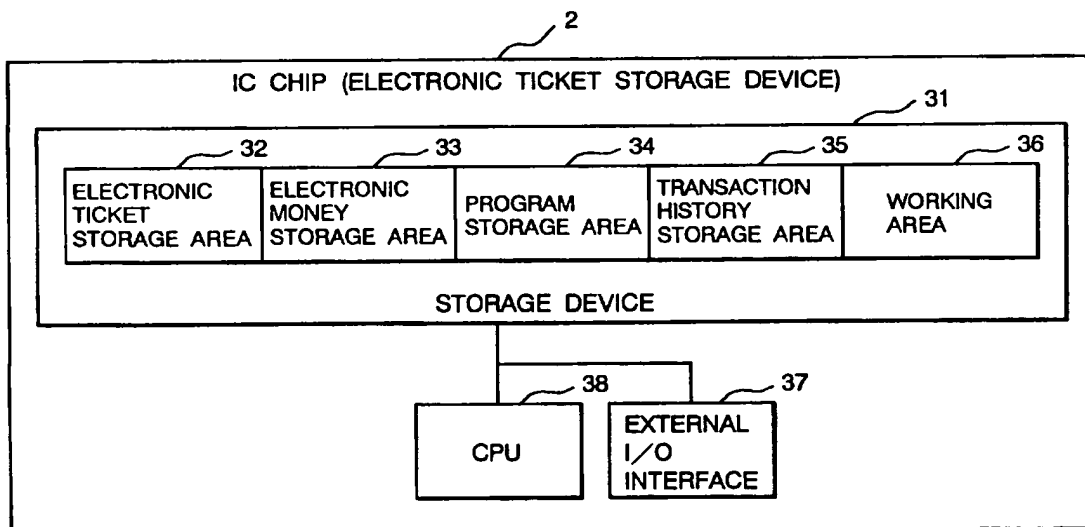 2
IC CHIP (ELECTRONIC TICKET STORAGE DEVICE)
31
32
33
34
35
36
ELECTRONIC
TICKET
STORAGE AREA
ELECTRONIC
MONEY
STORAGE AREA
PROGRAM
STORAGE AREA
TRANSACTION
HISTORY
STORAGE AREA
WORKING
AREA
STORAGE DEVICE
38
CPU
37
EXTERNAL
I/O
INTERFACE